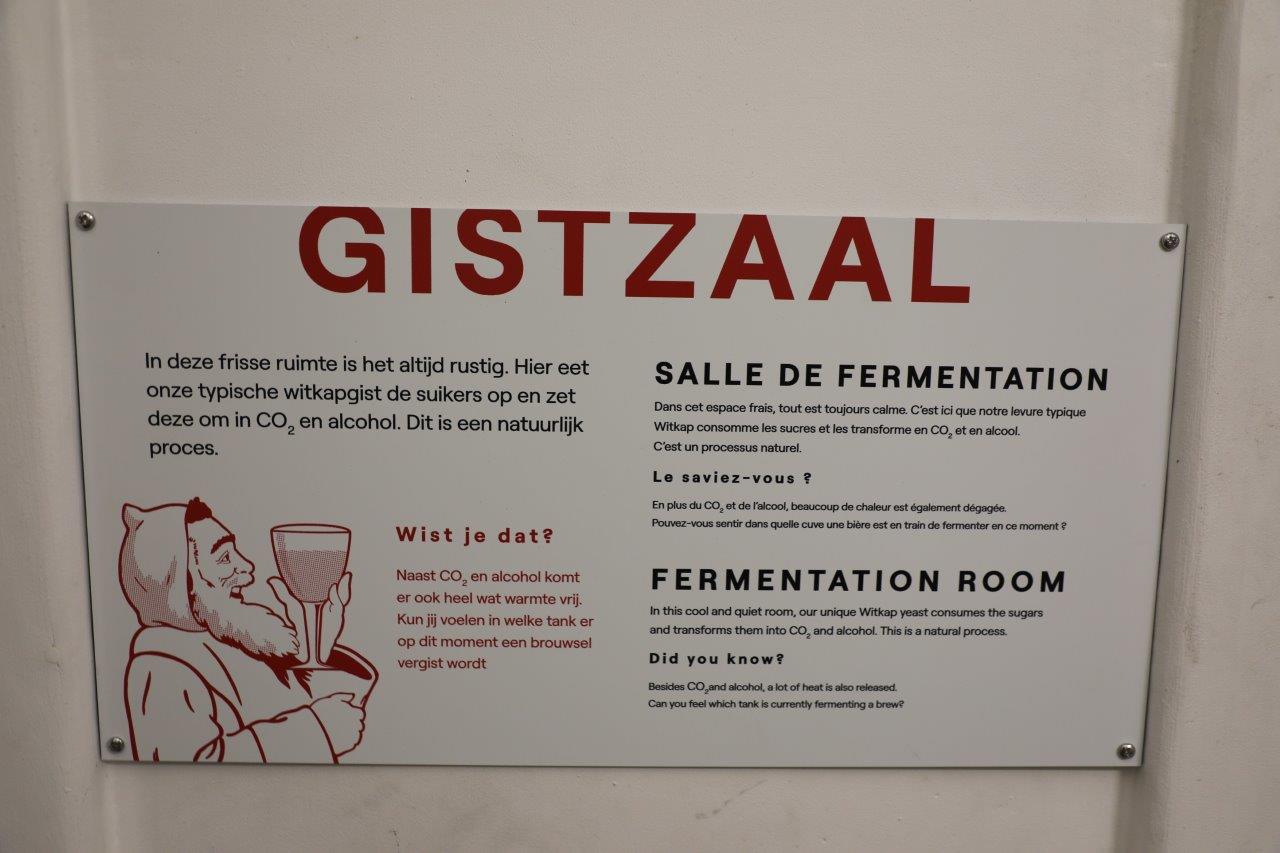 GISTZAAL
In deze frisse ruimte is het altijd rustig. Hier eet
onze typische witkapgist de suikers op en zet
deze om in CO₂ en alcohol. Dit is een natuurlijk
proces.
Wist je dat?
Naast CO₂ en alcohol komt
er ook heel wat warmte vrij.
Kun jij voelen in welke tank er
op dit moment een brouwsel
vergist wordt
SALLE DE FERMENTATION
Dans cet espace frais, tout est toujours calme. C'est ici que notre levure typique
Witkap consomme les sucres et les transforme en CO₂ et en alcool.
C'est un processus naturel.
Le saviez-vous ?
En plus du CO₂ et de l'alcool, beaucoup de chaleur est également dégagée.
Pouvez-vous sentir dans quelle cuve une bière est en train de fermenter en ce moment ?
FERMENTATION ROOM
In this cool and quiet room, our unique Witkap yeast consumes the sugars
and transforms them into CO₂ and alcohol. This is a natural process.
Did you know?
Besides CO₂and alcohol, a lot of heat is also released.
Can you feel which tank is currently fermenting a brew?